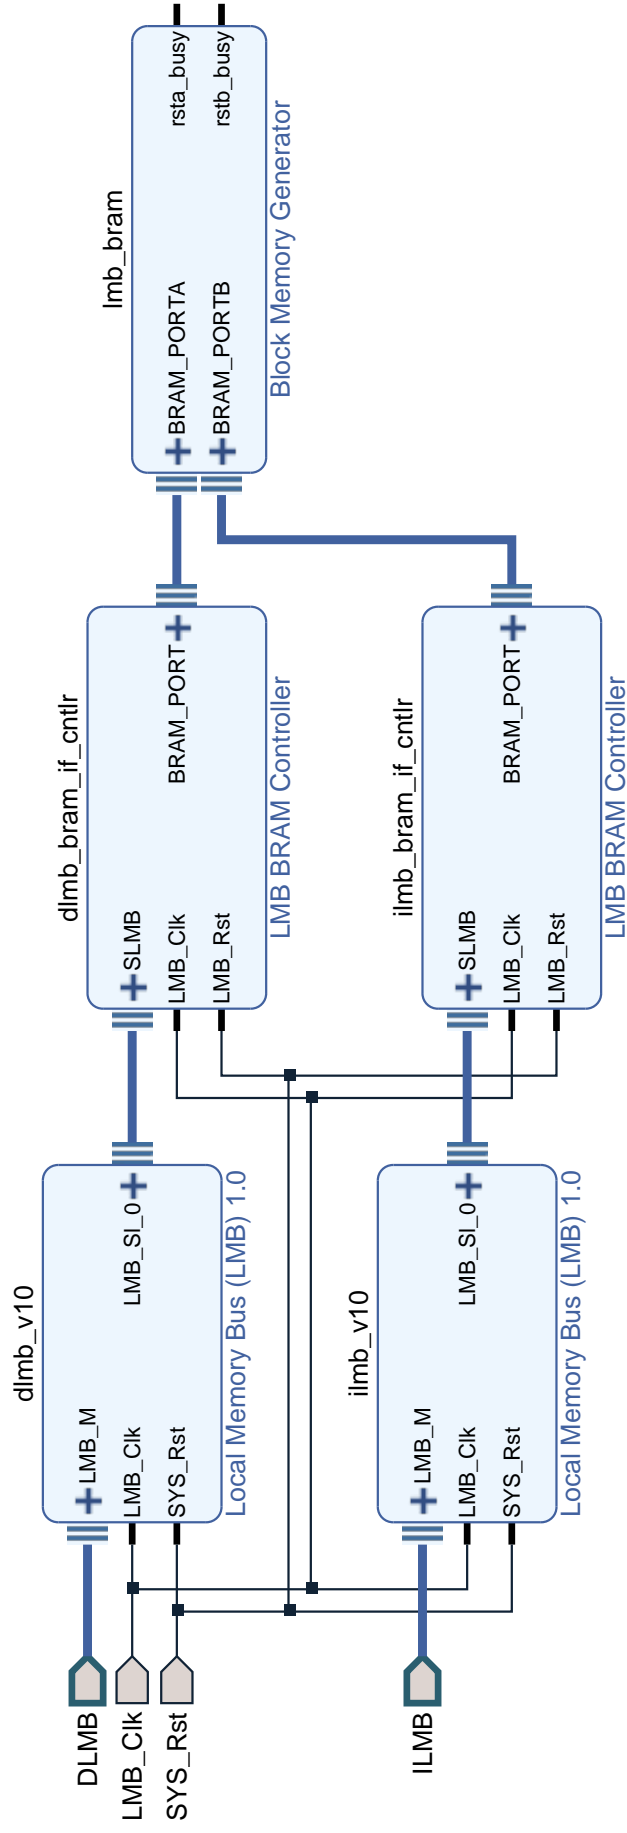 DLMB
LMB_Clk
SYS_Rst
ILMB
dlmb_v10
LMB_M
LMB_Clk
SYS_Rst
LMB_Sl_0
Local Memory Bus (LMB) 1.0
ilmb_v10
LMB_M
LMB_Clk
SYS_Rst
LMB_Sl_0
Local Memory Bus (LMB) 1.0
dlmb_bram_if_cntlr
SLMB
LMB_Clk
LMB_Rst
BRAM_PORT
LMB BRAM Controller
ilmb_bram_if_cntlr
SLMB
LMB_Clk
LMB_Rst
BRAM_PORT
LMB BRAM Controller
lmb_bram
BRAM_PORTA
BRAM_PORTB
rsta_busy
rstb_busy
Block Memory Generator